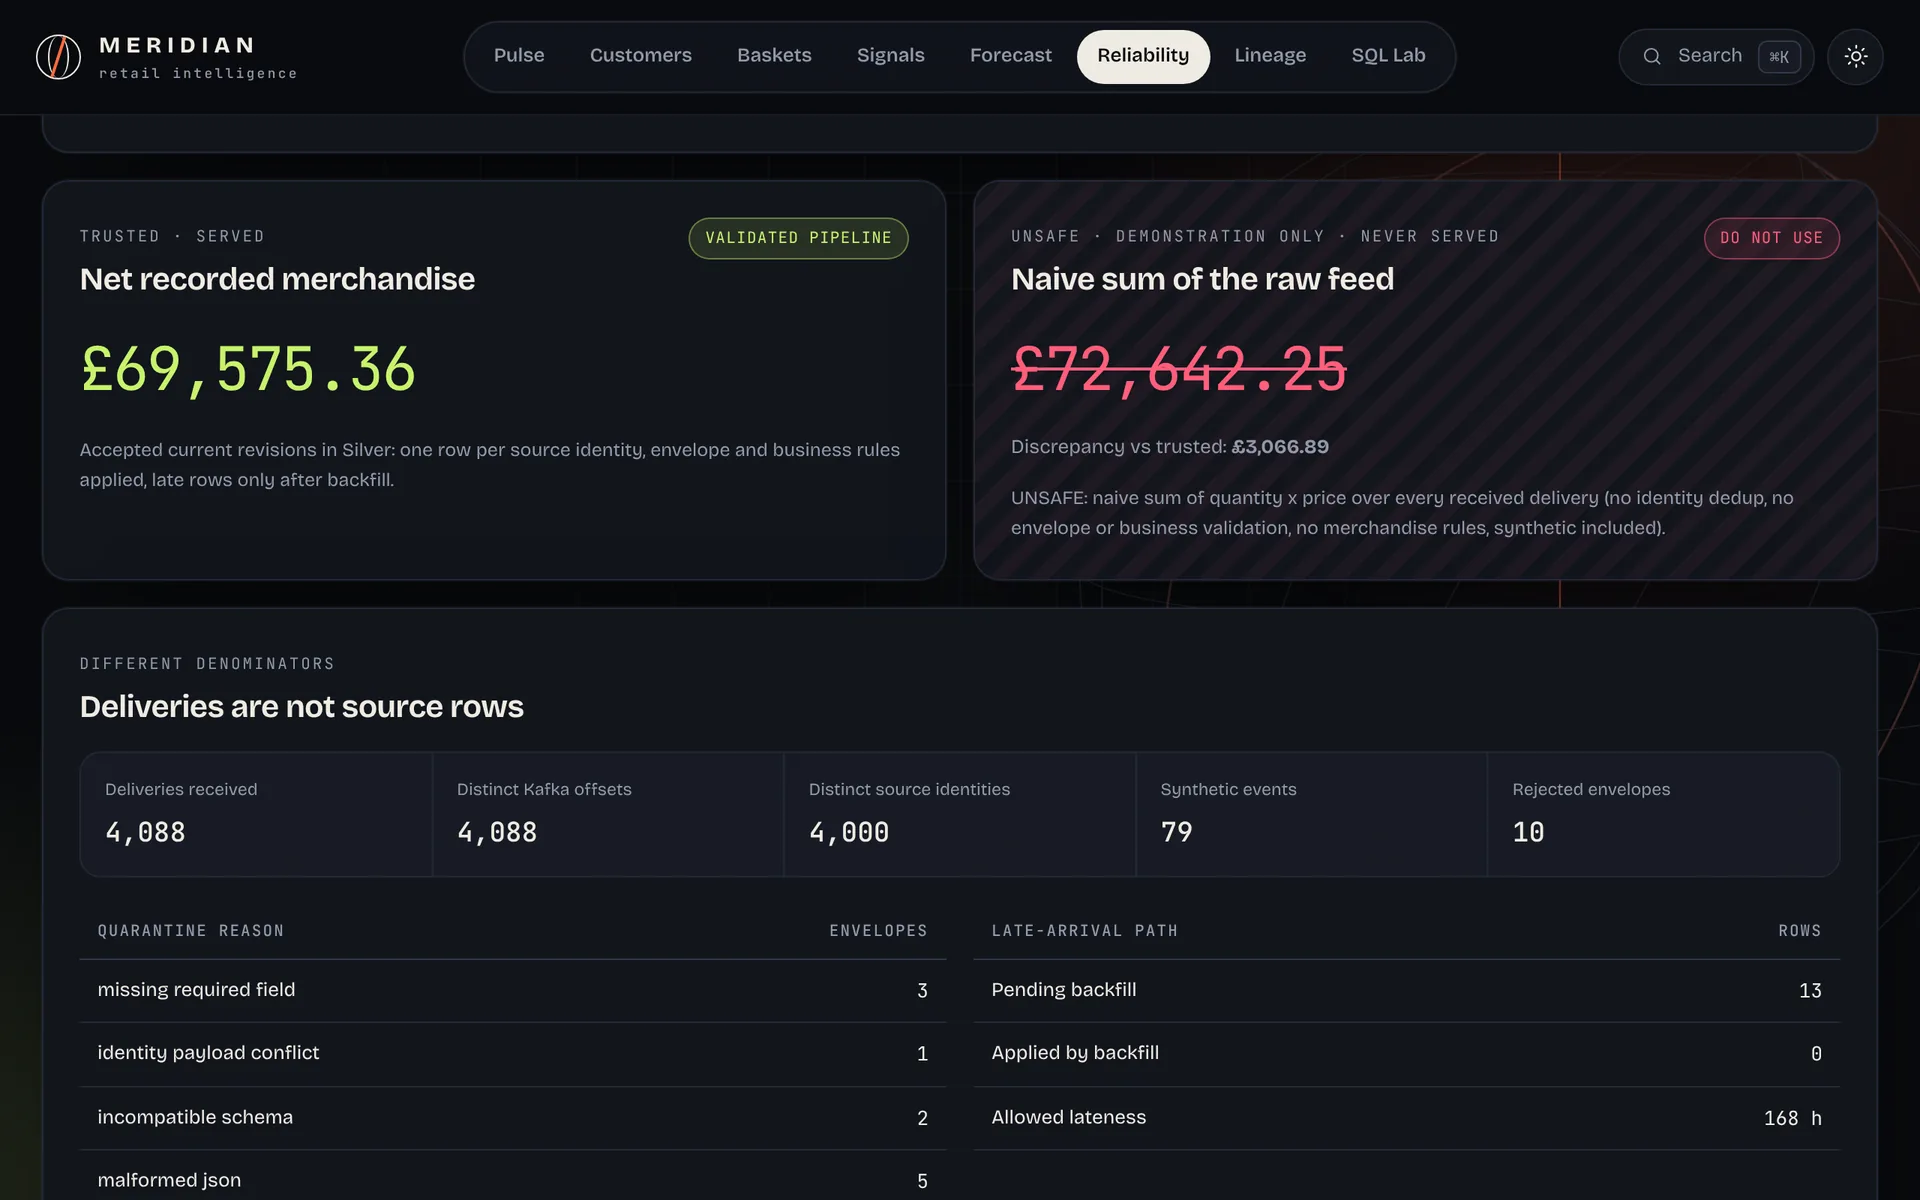 MERIDIAN
retail intelligence
Pulse
Customers
Baskets
Signals
Forecast
Reliability
Lineage
SQL Lab
Search
⌘K
TRUSTED · SERVED
VALIDATED PIPELINE
Net recorded merchandise
£69,575.36
Accepted current revisions in Silver: one row per source identity, envelope and business rules
applied, late rows only after backfill.
UNSAFE · DEMONSTRATION ONLY · NEVER SERVED
DO NOT USE
Naive sum of the raw feed
£72,642.25
Discrepancy vs trusted: £3,066.89
UNSAFE: naive sum of quantity x price over every received delivery (no identity dedup, no
envelope or business validation, no merchandise rules, synthetic included).
DIFFERENT DENOMINATORS
Deliveries are not source rows
Deliveries received
4,088
Distinct Kafka offsets
4,088
Distinct source identities
4,000
Synthetic events
79
Rejected envelopes
10
QUARANTINE REASON ENVELOPES
missing required field 3
identity payload conflict 1
incompatible schema 2
malformed json 5
LATE-ARRIVAL PATH ROWS
Pending backfill 13
Applied by backfill 0
Allowed lateness 168 h